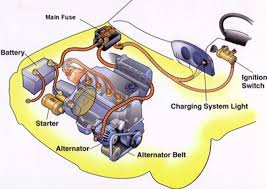 Main Fuse
Battery
Ignition
Switch
Charging System Light
Starter
Alternator
Alternator Belt